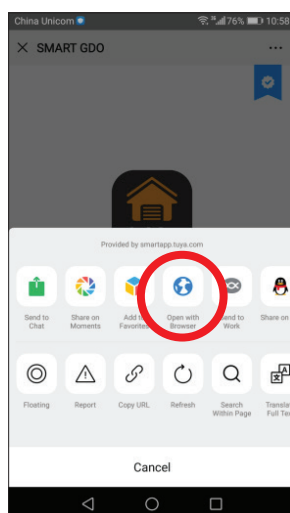 China Unicom 76% 10:58
SMART GDO
Provided by smartapp.tuya.com
Send to Chat
Share on Moments
Add to Favorites
Open with Browser
Send to Work
Share on
Floating
Report
Copy URL
Refresh
Search Within Page
Full
Cancel